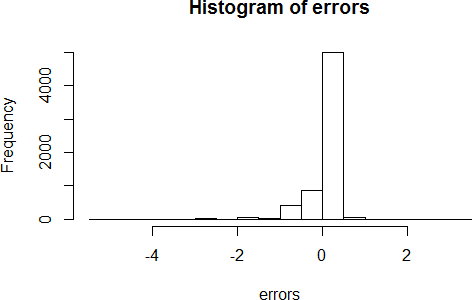 Histogram of errors
Frequency
4000
2000
0
-4 -2 0 2
errors